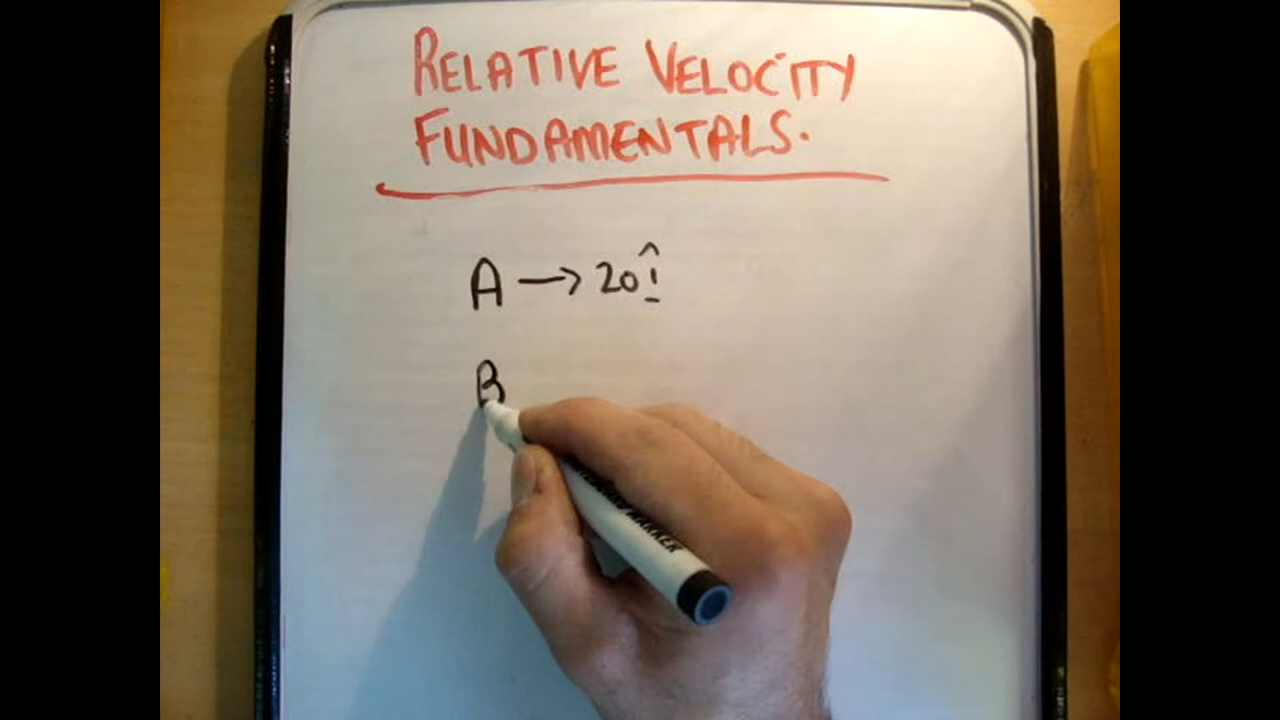 RELATIVE VELOCITY
FUNDAMENTALS.
A → 20î
B